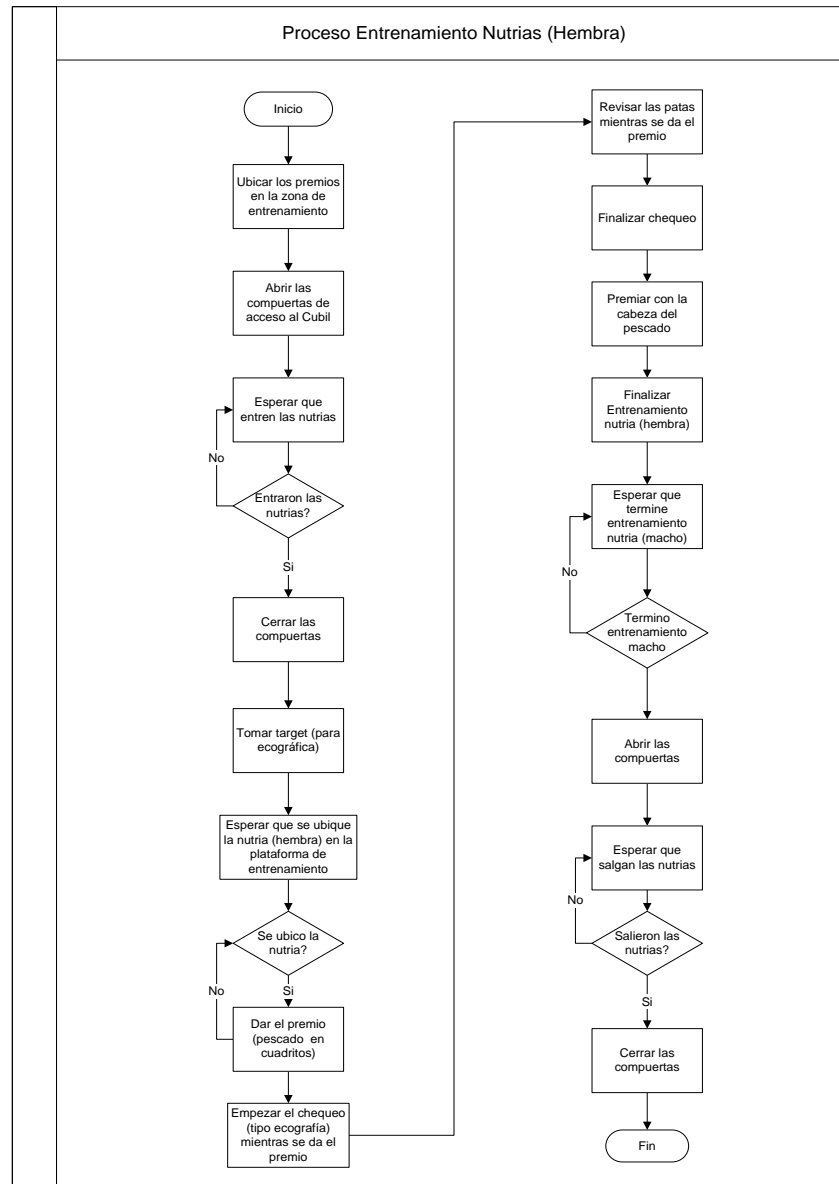 Proceso Entrenamiento Nutrias (Hembra)
Inicio
Ubicar los premios
en la zona de
entrenamiento
Abrir las
compuertas de
acceso al Cubil
Esperar que
entren las nutrias
No
Entraron las
nutrias?
Si
Cerrar las
compuertas
Tomar target (para
ecográfica)
Esperar que se ubique
la nutria (hembra) en la
plataforma de
entrenamiento
Se ubico la
nutria?
No
Si
Dar el premio
(pescado en
cuadritos)
Empezar el chequeo
(tipo ecografía)
mientras se da el
premio
Revisar las patas
mientras se da el
premio
Finalizar chequeo
Premiar con la
cabeza del
pescado
Finalizar
Entrenamiento
nutria (hembra)
Esperar que
termine
entrenamiento
nutria (macho)
No
Termino
entrenamiento
macho
Abrir las
compuertas
Esperar que
salgan las nutrias
No
Salieron las
nutrias?
Si
Cerrar las
compuertas
Fin